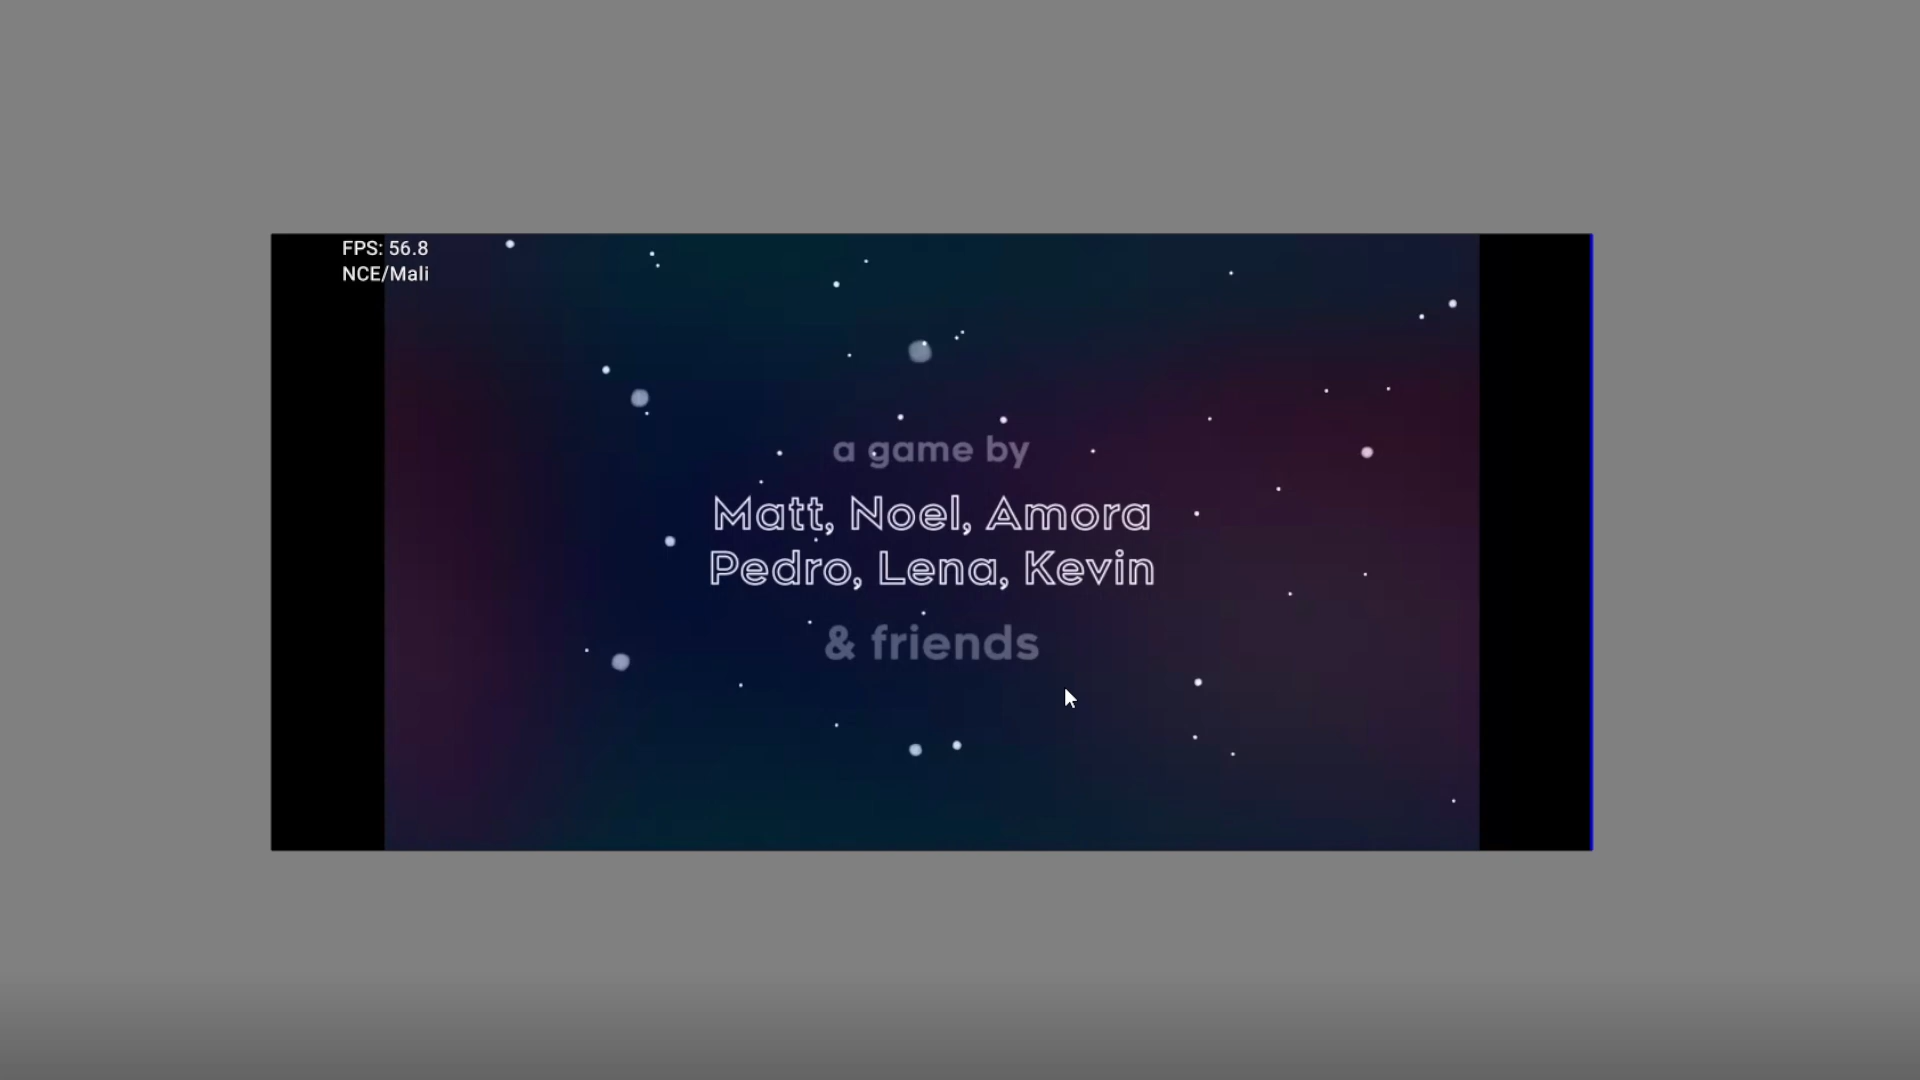 FPS: 56.8
NCE/Mali
a game by
Matt, Noel, Amora
Pedro, Lena, Kevin
& friends